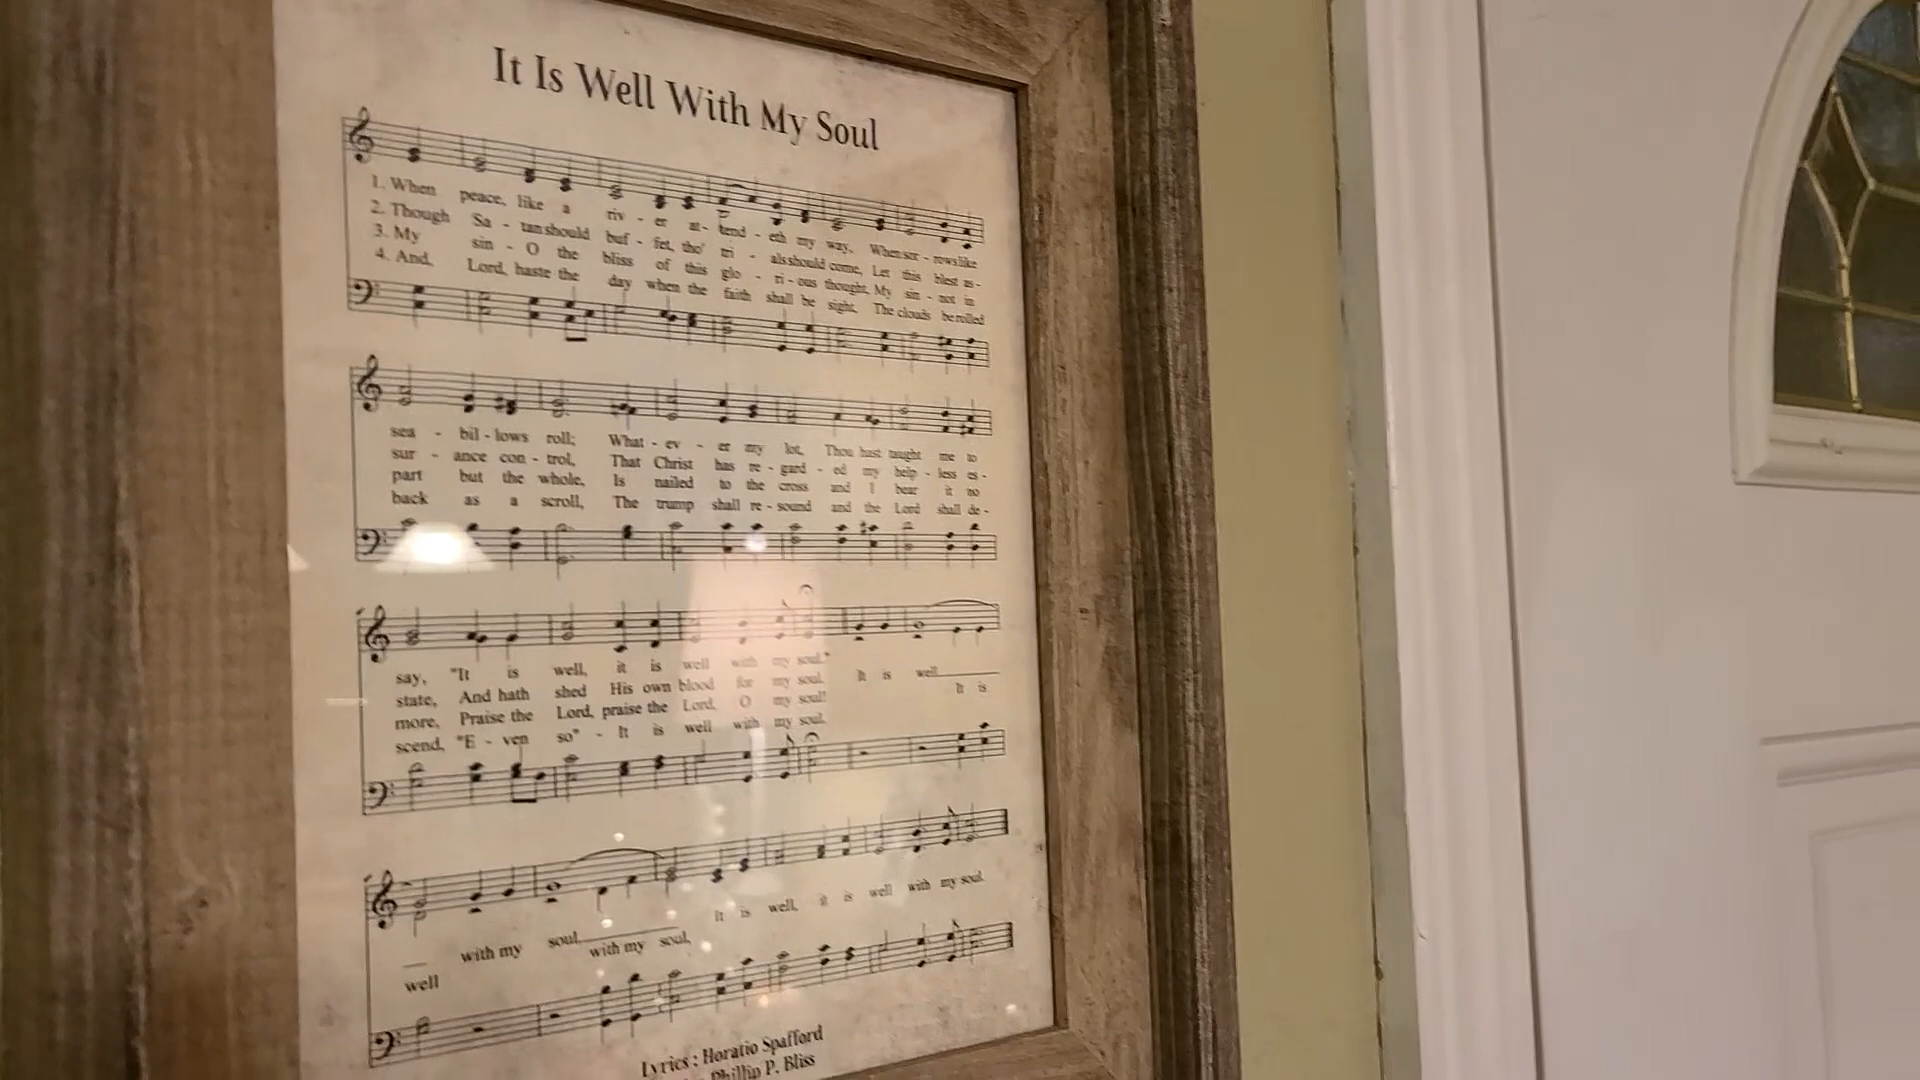 It Is Well With My Soul
1. When peace, like a riv - er at - tend - eth my way, When sor - rows like
2. Though Sa - tan should buf - fet, tho' tri - als should come, Let this blest as-
3. My sin - O the bliss of this glo - ri - ous thought, My sin - not in
4. And, Lord, haste the day when the faith shall be sight, The clouds be rolled
sea - bil - lows roll; What - ev - er my lot, Thou hast taught me to
sur - ance con - trol, That Christ has re - gard - ed my help - less es-
part but the whole, Is nailed to the cross and I bear it no
back as a scroll, The trump shall re - sound and the Lord shall de-
say, "It is well, it is well with my soul."
state, And hath shed His own blood for my soul. It is well
more, Praise the Lord, praise the Lord, O my soul! It is
scend, "E - ven so" - It is well with my soul.
with my soul, with my soul, It is well, it is well with my soul.
well
Lyrics : Horatio Spafford
Phillip P. Bliss